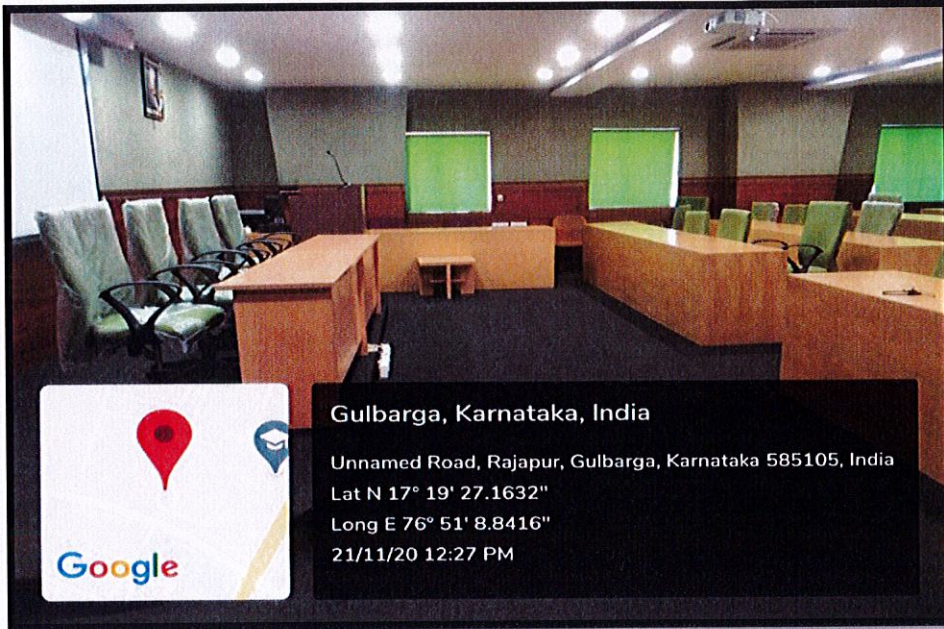 Gulbarga, Karnataka, India
Unnamed Road, Rajapur, Gulbarga, Karnataka 585105, India
Lat N 17° 19' 27.1632"
Long E 76° 51' 8.8416"
21/11/20 12:27 PM
Google